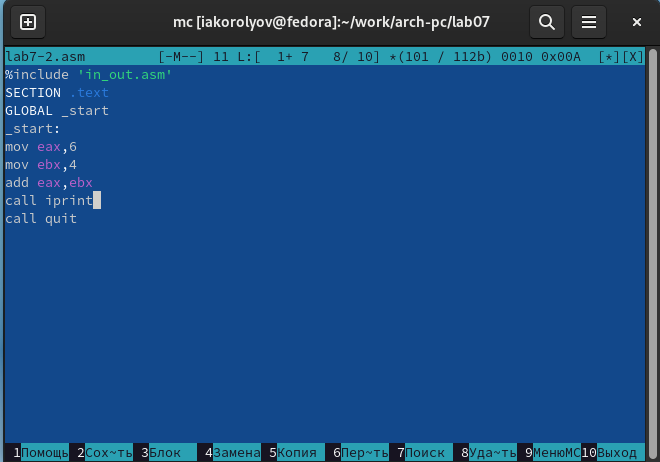 mc [iakorolyov@fedora]:~/work/arch-pc/lab07
lab7-2.asm [-M--] 11 L:[ 1+ 7 8/ 10] *(101 / 112b) 0010 0x00A [*][X]
%include 'in_out.asm'
SECTION .text
GLOBAL _start
_start:
mov eax,6
mov ebx,4
add eax,ebx
call iprint
call quit
1Помощь 2Сох~ть 3Блок 4Замена 5Копия 6Пер~ть 7Поиск 8Уда~ть 9МенюMC 10Выход